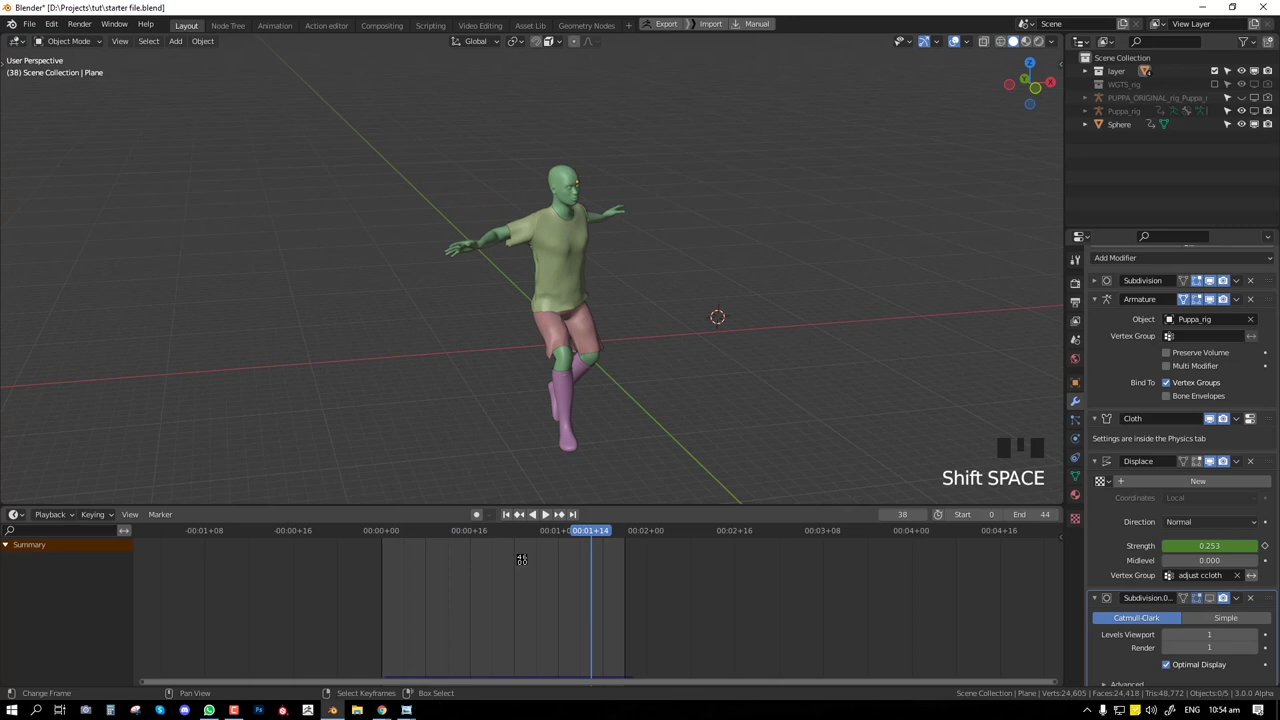 Blender* [D:\Projects\tut\starter file.blend]
File Edit Render Window Help Layout Node Tree Animation Action editor Compositing Scripting Video Editing Asset Geometry Nodes + Export Import Manual Scene View Layer
Object Mode View Select Add Object Global
User Perspective
(38) Scene Collection | Plane
Z
X
Y
Scene Collection
layer
WGTS_rig
PUPPA_ORIGINAL_rig_Puppa_r
Puppa_rig
Sphere
Add Modifier
Subdivision
Armature
Object Puppa_rig
Vertex Group
Preserve Volume
Multi Modifier
Bind To Vertex Groups
Bone Envelopes
Cloth
Settings are inside the Physics tab
Displace
New
Coordinates Local
Direction Normal
Strength 0.253
Midlevel 0.000
Vertex Group adjust ccloth
Subdivision.0...
Catmull-Clark Simple
Levels Viewport 1
Render 1
Optimal Display
Advanced
Shift SPACE
Playback Keying View Marker 38 Start 0 End 44
-00:01+08 -00:00+16 00:00+00 00:00+16 00:01+0 00:01+14 00:02+00 00:02+16 00:03+08 00:04+00 00:04+16
Summary
Change Frame Pan View Select Keyframes Box Select Scene Collection | Plane Verts:24,605 | Faces:24,418 | Tris:48,772 | Objects:0/5 | 3.0.0 Alpha
ENG 10:54 am